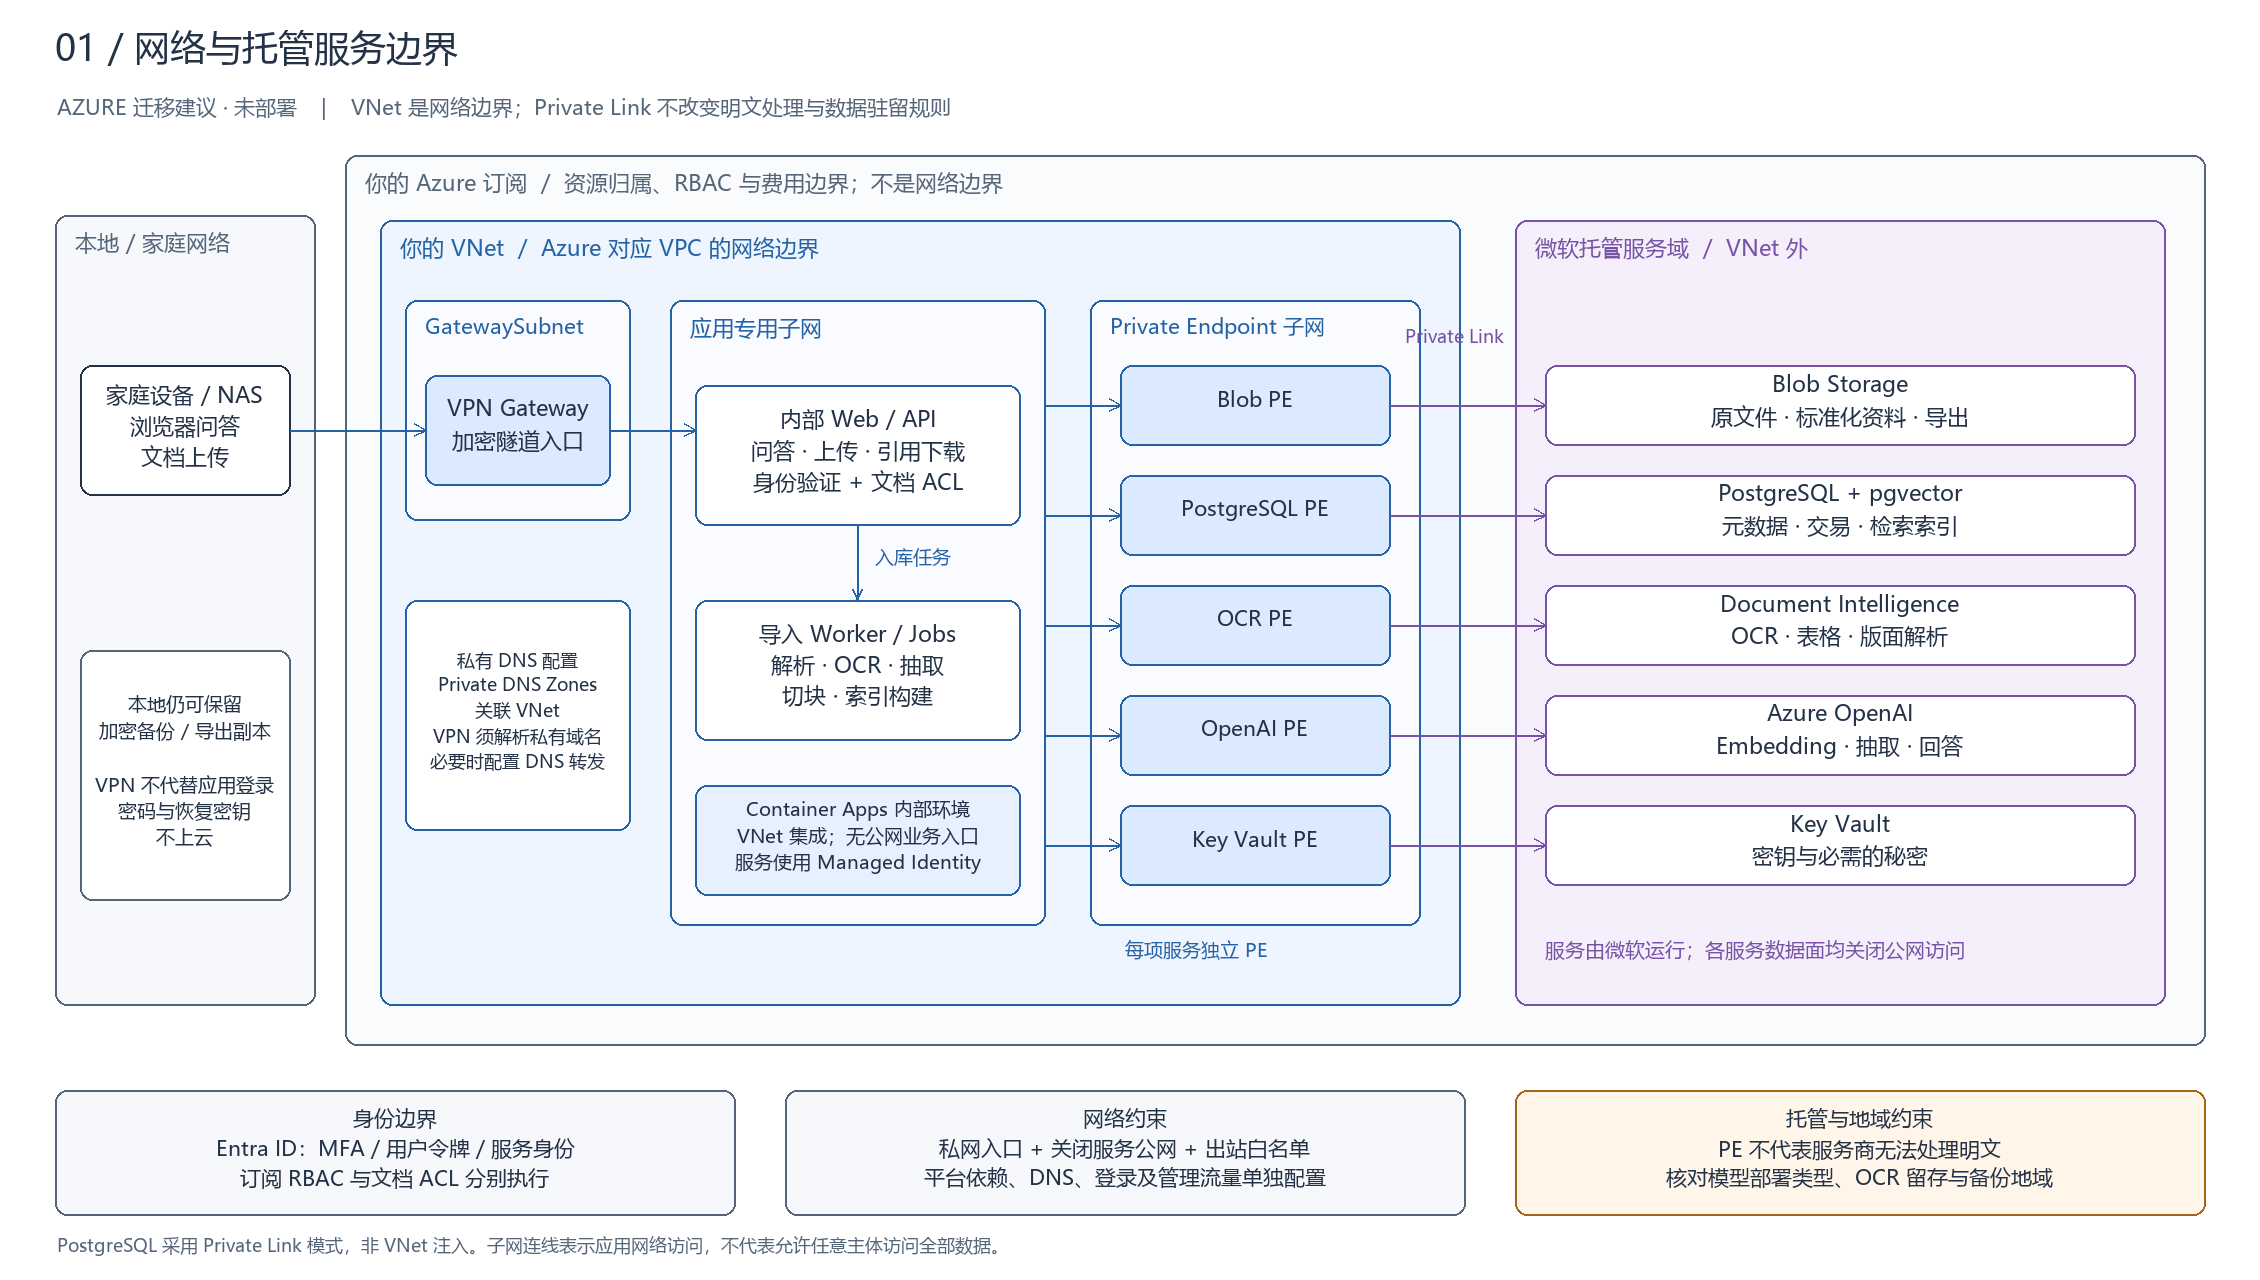 01 / 网络与托管服务边界
AZURE 迁移建议 · 未部署 | VNet 是网络边界；Private Link 不改变明文处理与数据驻留规则
你的 Azure 订阅 / 资源归属、RBAC 与费用边界；不是网络边界
本地 / 家庭网络
家庭设备 / NAS
浏览器问答
文档上传
本地仍可保留
加密备份 / 导出副本
VPN 不代替应用登录
密码与恢复密钥
不上云
你的 VNet / Azure 对应 VPC 的网络边界
GatewaySubnet
VPN Gateway
加密隧道入口
私有 DNS 配置
Private DNS Zones
关联 VNet
VPN 须解析私有域名
必要时配置 DNS 转发
应用专用子网
内部 Web / API
问答 · 上传 · 引用下载
身份验证 + 文档 ACL
入库任务
导入 Worker / Jobs
解析 · OCR · 抽取
切块 · 索引构建
Container Apps 内部环境
VNet 集成；无公网业务入口
服务使用 Managed Identity
Private Endpoint 子网
Blob PE
PostgreSQL PE
OCR PE
OpenAI PE
Key Vault PE
每项服务独立 PE
Private Link
微软托管服务域 / VNet 外
Blob Storage
原文件 · 标准化资料 · 导出
PostgreSQL + pgvector
元数据 · 交易 · 检索索引
Document Intelligence
OCR · 表格 · 版面解析
Azure OpenAI
Embedding · 抽取 · 回答
Key Vault
密钥与必需的秘密
服务由微软运行；各服务数据面均关闭公网访问
身份边界
Entra ID：MFA / 用户令牌 / 服务身份
订阅 RBAC 与文档 ACL 分别执行
网络约束
私网入口 + 关闭服务公网 + 出站白名单
平台依赖、DNS、登录及管理流量单独配置
托管与地域约束
PE 不代表服务商无法处理明文
核对模型部署类型、OCR 留存与备份地域
PostgreSQL 采用 Private Link 模式，非 VNet 注入。子网连线表示应用网络访问，不代表允许任意主体访问全部数据。